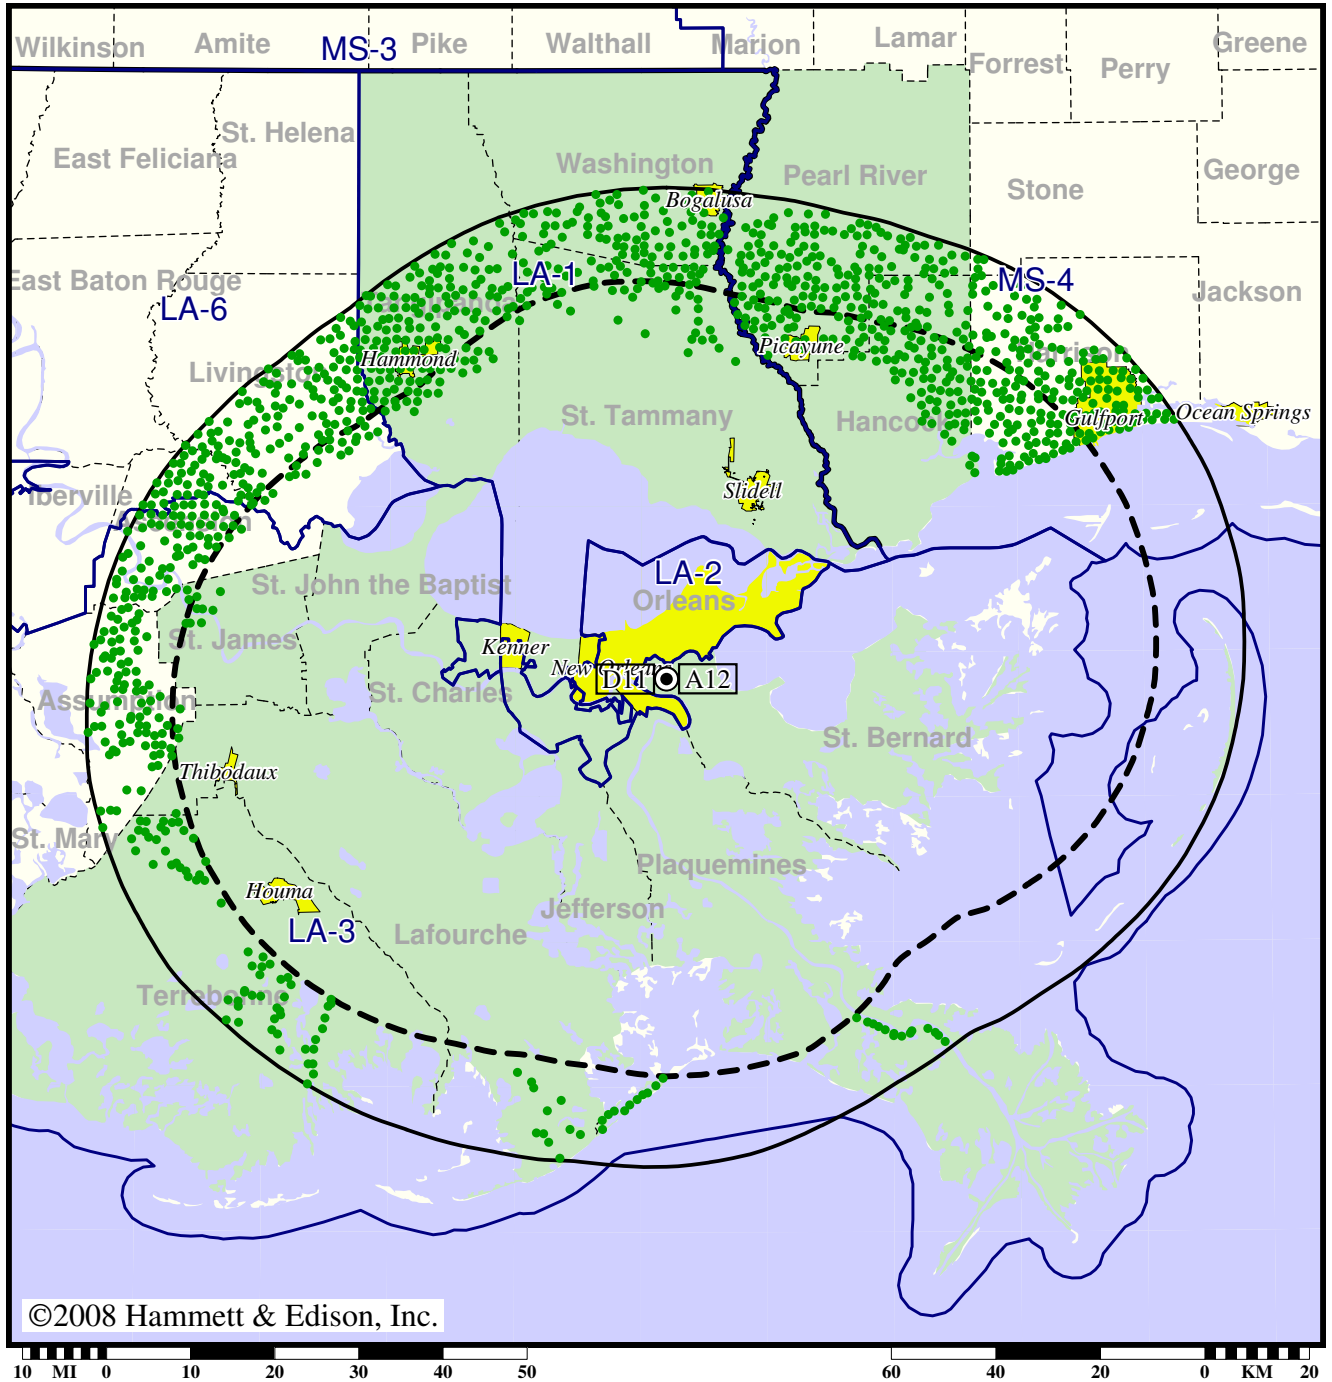 Wilkinson
Amite
MS-3
Pike
Walthall
Marion
Lamar
Greene
Forrest
Perry
St. Helena
East Feliciana
Washington
Pearl River
Stone
George
Bogalusa
East Baton Rouge
LA-6
LA-1
MS-4
Jackson
Hammond
Picayune
Harrison
Livingston
St. Tammany
Hancock
Gulfport
Ocean Springs
Iberville
Slidell
LA-2
St. John the Baptist
Orleans
St. James
Kenner
New Orleans
D11
A12
Assumption
St. Charles
St. Bernard
Thibodaux
St. Mary
Plaquemines
Houma
Jefferson
LA-3
Lafourche
Terrebonne
©2008 Hammett & Edison, Inc.
10 MI 0 10 20 30 40 50
60 40 20 0 KM 20